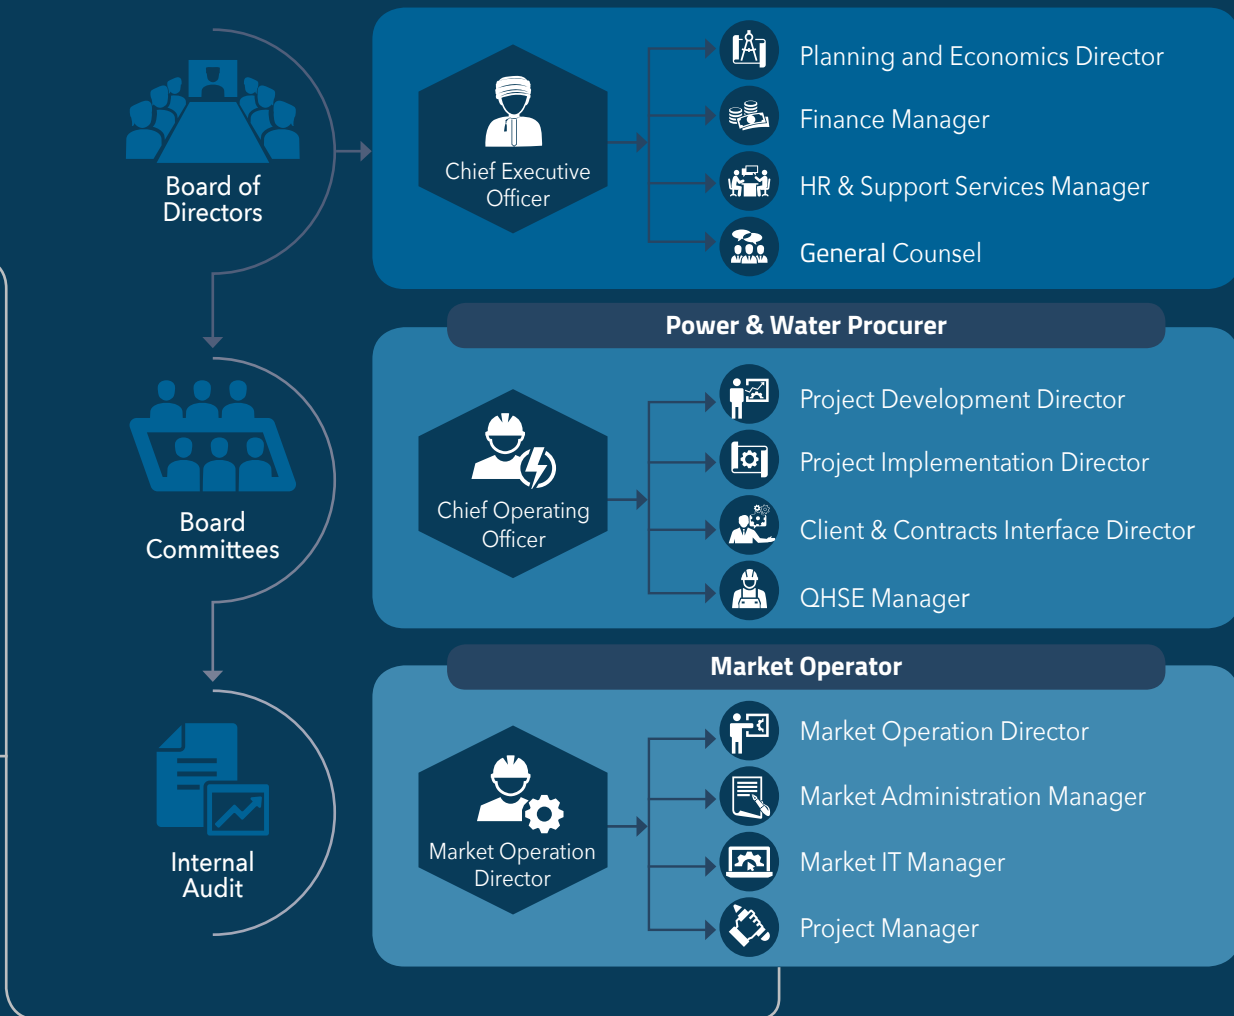 Board of
Directors
Chief Executive
Officer
Planning and Economics Director
Finance Manager
HR & Support Services Manager
General Counsel
Board
Committees
Power & Water Procurer
Chief Operating
Officer
Project Development Director
Project Implementation Director
Client & Contracts Interface Director
QHSE Manager
Internal
Audit
Market Operator
Market Operation
Director
Market Operation Director
Market Administration Manager
Market IT Manager
Project Manager